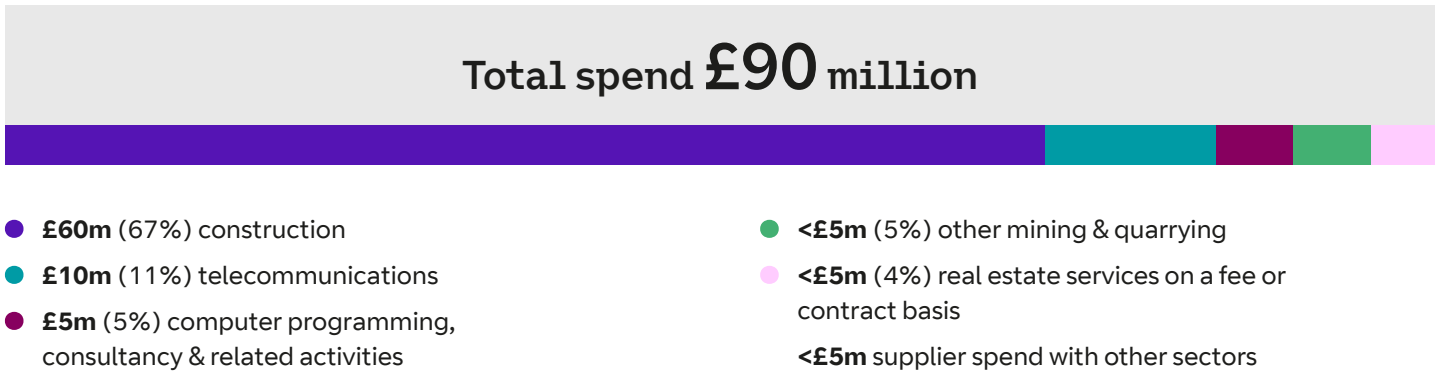 Total spend £90 million
£60m (67%) construction
£10m (11%) telecommunications
£5m (5%) computer programming,
consultancy & related activities
<£5m (5%) other mining & quarrying
<£5m (4%) real estate services on a fee or
contract basis
<£5m supplier spend with other sectors